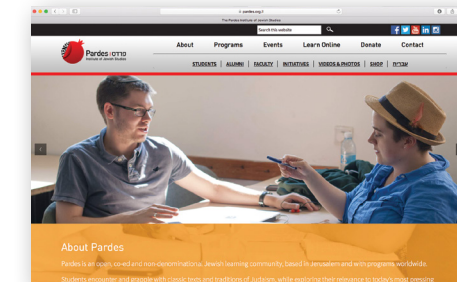 pardes.org.il
The Pardes Institute of Jewish Studies
Search this website
Pardes פרדס
Institute of Jewish Studies
About Programs Events Learn Online Donate Contact
STUDENTS | ALUMNI | FACULTY | INITIATIVES | VIDEOS & PHOTOS | SHOP | עברית
About Pardes
Pardes is an open, co-ed and non-denominational Jewish learning community, based in Jerusalem and with programs worldwide.
Students encounter and grapple with classic texts and traditions of Judaism, while exploring their relevance to today's most pressing